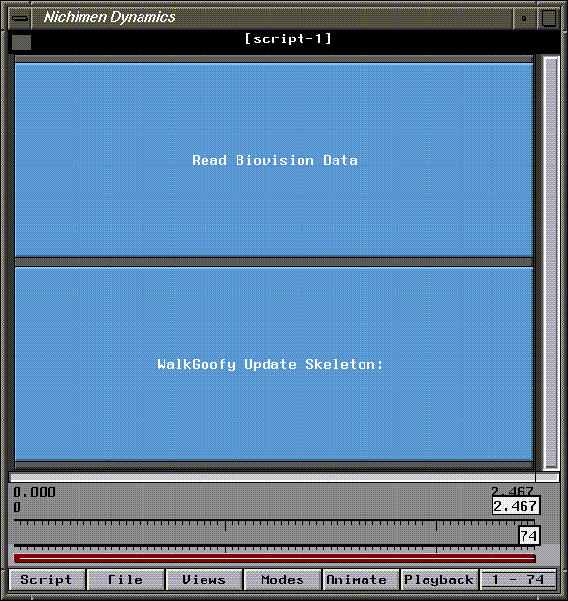 Nichimen Dynamics
[script-1]
Read Biovision Data
WalkGoofy Update Skeleton:
0.000 2.467
0 2.467
74
Script File Views Modes Animate Playback 1 - 74